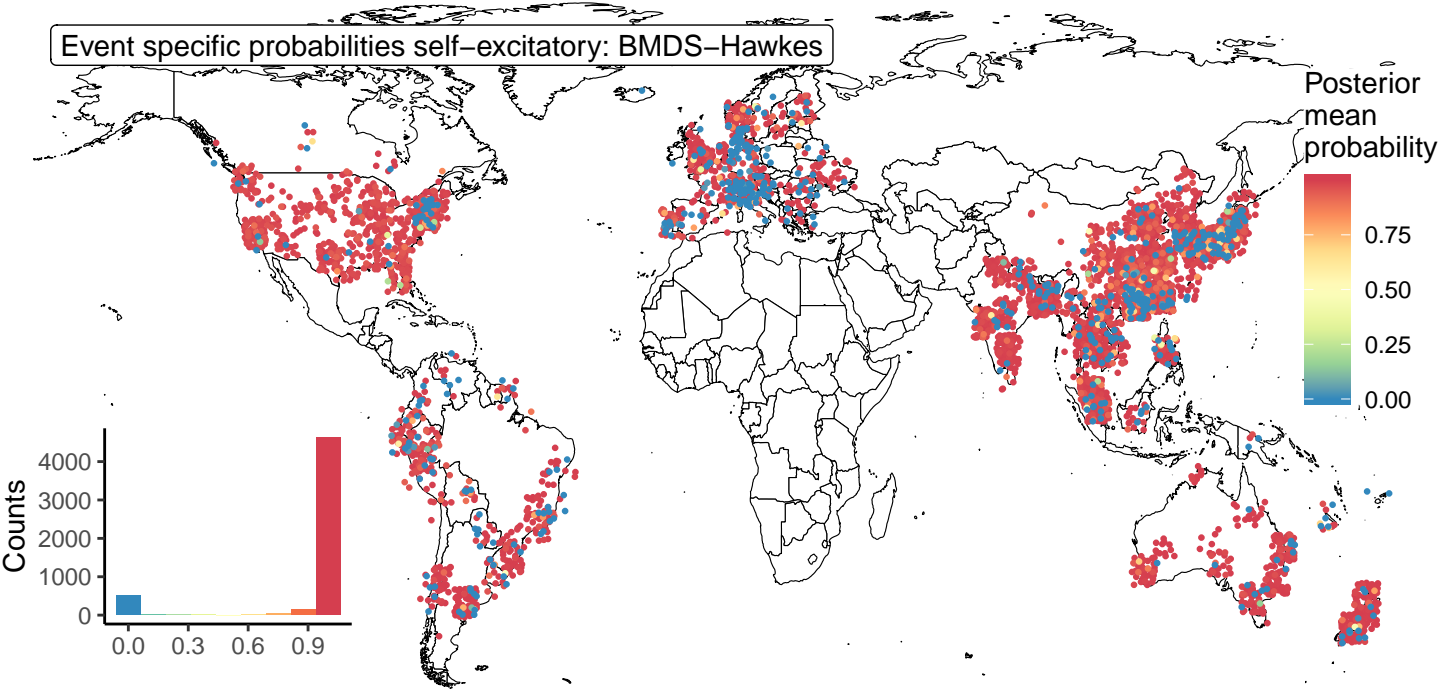 Event specific probabilities self−excitatory: BMDS−Hawkes
Posterior
mean
probability
0.75
0.50
0.25
0.00
Counts
4000
3000
2000
1000
0
0.0 0.3 0.6 0.9